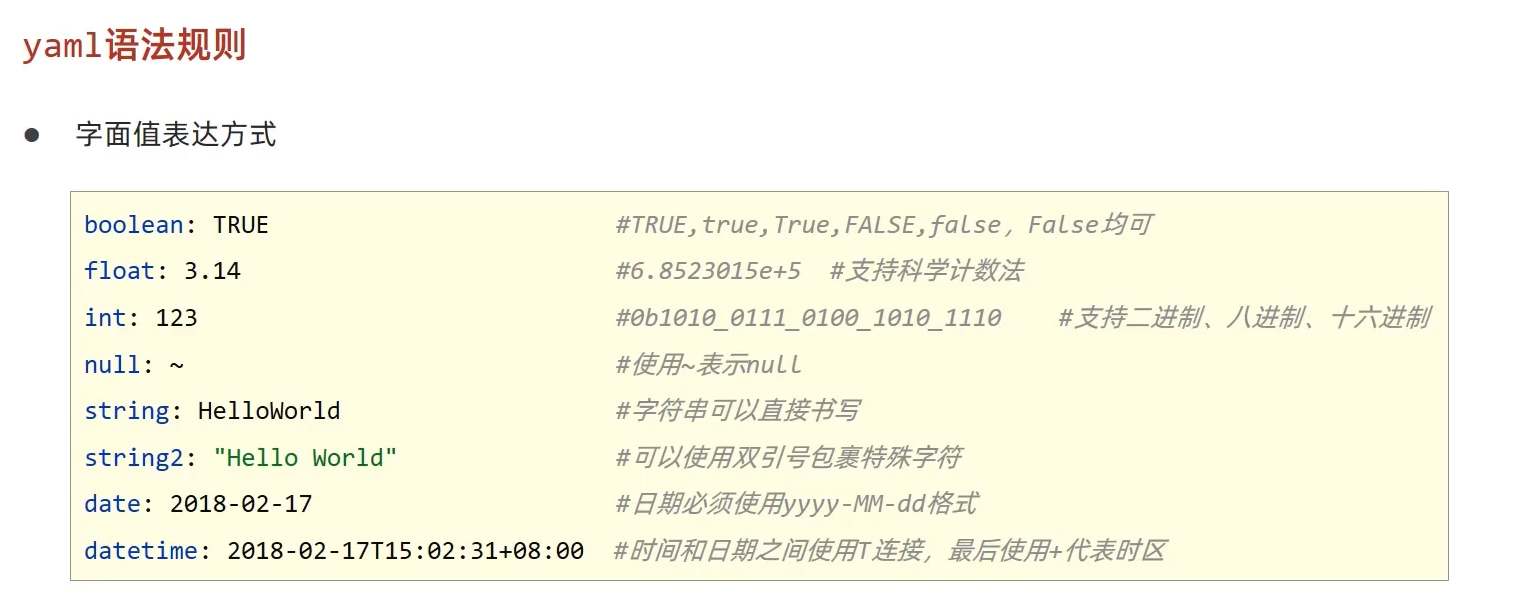 yaml语法规则
● 字面值表达方式
boolean: TRUE #TRUE,true,True,FALSE,false，False均可
float: 3.14 #6.8523015e+5 #支持科学计数法
int: 123 #0b1010_0111_0100_1010_1110 #支持二进制、八进制、十六进制
null: ~ #使用~表示null
string: HelloWorld #字符串可以直接书写
string2: "Hello World" #可以使用双引号包裹特殊字符
date: 2018-02-17 #日期必须使用yyyy-MM-dd格式
datetime: 2018-02-17T15:02:31+08:00 #时间和日期之间使用T连接，最后使用+代表时区